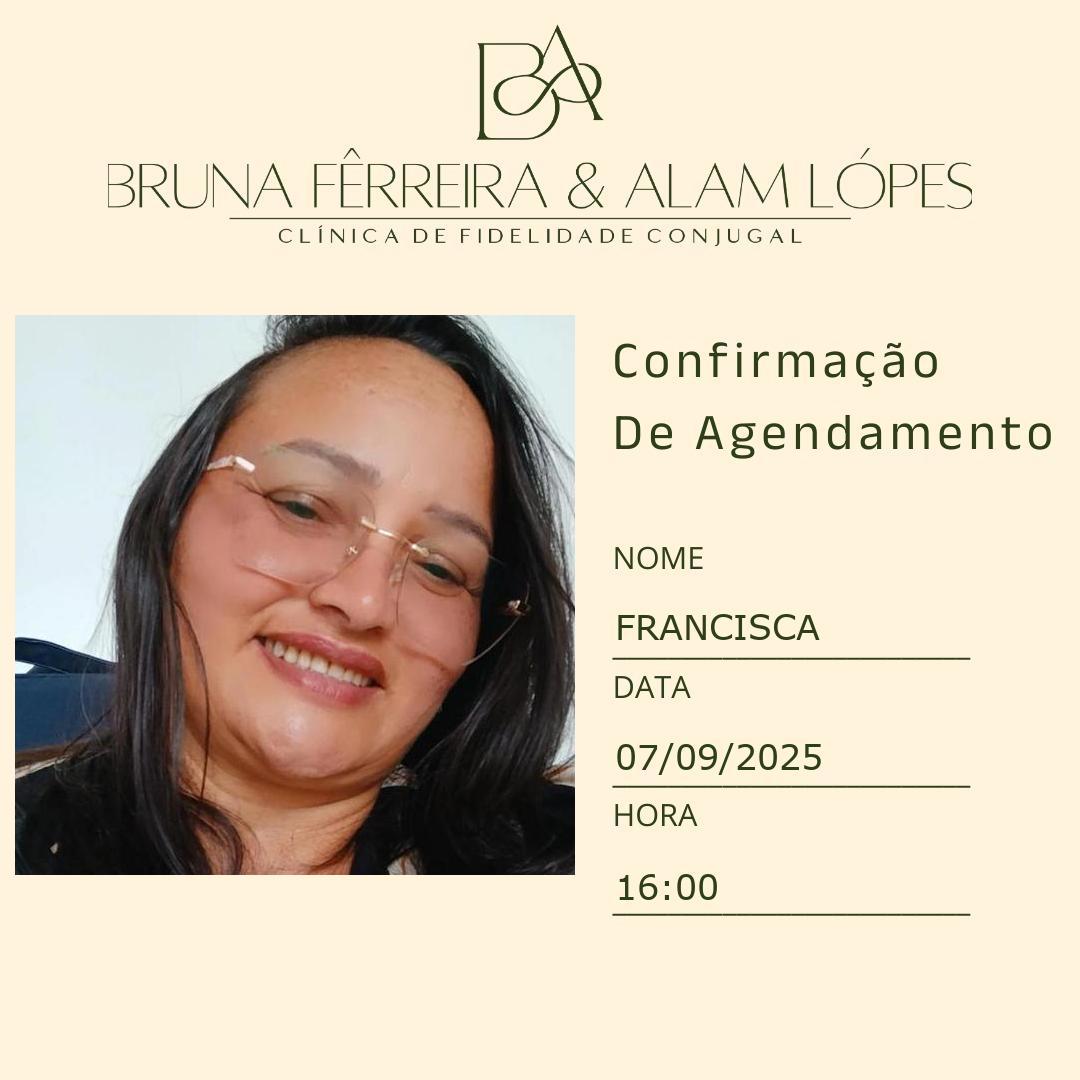 BA
BRUNA FÊRREIRA & ALAM LÓPES
CLÍNICA DE FIDELIDADE CONJUGAL
Confirmação
De Agendamento
NOME
FRANCISCA
DATA
07/09/2025
HORA
16:00